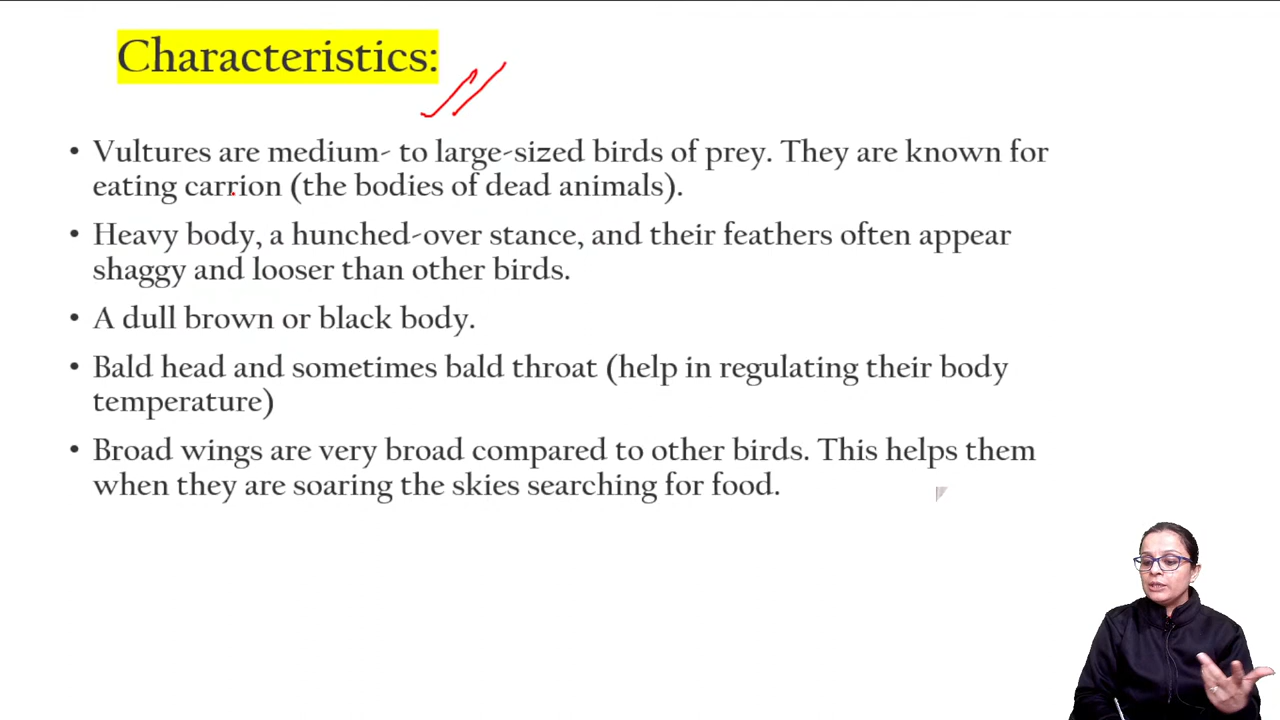 Characteristics:
• Vultures are medium- to large-sized birds of prey. They are known for
eating carrion (the bodies of dead animals).
• Heavy body, a hunched-over stance, and their feathers often appear
shaggy and looser than other birds.
• A dull brown or black body.
• Bald head and sometimes bald throat (help in regulating their body
temperature)
• Broad wings are very broad compared to other birds. This helps them
when they are soaring the skies searching for food.